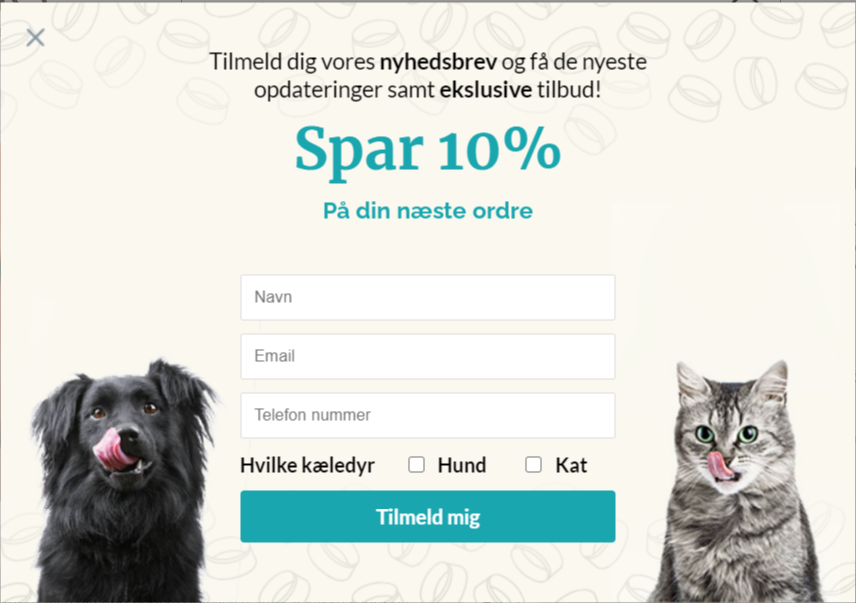 Tilmeld dig vores nyhedsbrev og få de nyeste
opdateringer samt ekslusive tilbud!
Spar 10%
På din næste ordre
Navn
Email
Telefon nummer
Hvilke kæledyr Hund Kat
Tilmeld mig